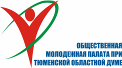 ОБЩЕСТВЕННАЯ
МОЛОДЕЖНАЯ ПАЛАТА ПРИ
ТЮМЕНСКОЙ ОБЛАСТНОЙ ДУМЕ